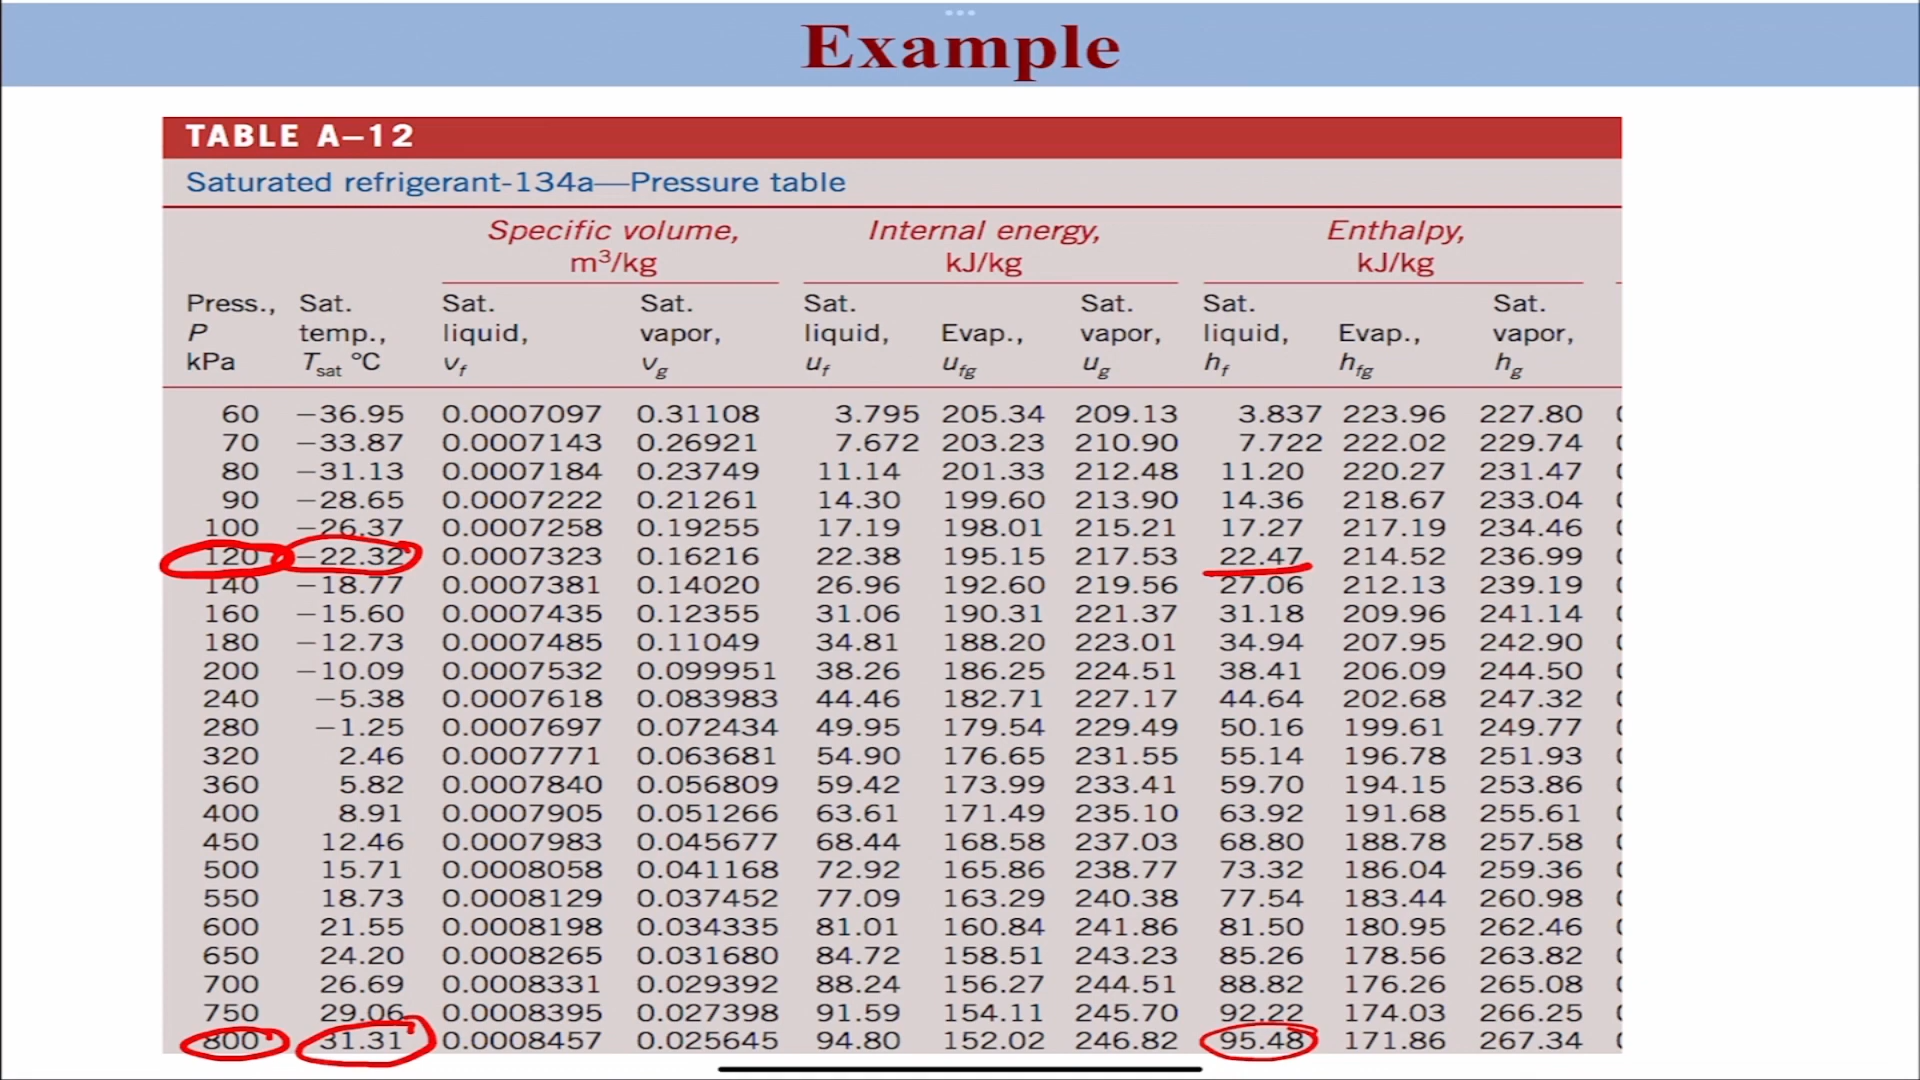 Example
TABLE A–12
Saturated refrigerant-134a—Pressure table
Specific volume, Internal energy, Enthalpy,
m³/kg kJ/kg kJ/kg
Press., Sat. Sat. Sat. Sat. Sat. Sat. Sat.
P temp., liquid, vapor, liquid, Evap., vapor, liquid, Evap., vapor,
kPa Tsat °C vf vg uf ufg ug hf hfg hg
60 −36.95 0.0007097 0.31108 3.795 205.34 209.13 3.837 223.96 227.80
70 −33.87 0.0007143 0.26921 7.672 203.23 210.90 7.722 222.02 229.74
80 −31.13 0.0007184 0.23749 11.14 201.33 212.48 11.20 220.27 231.47
90 −28.65 0.0007222 0.21261 14.30 199.60 213.90 14.36 218.67 233.04
100 −26.37 0.0007258 0.19255 17.19 198.01 215.21 17.27 217.19 234.46
120 −22.32 0.0007323 0.16216 22.38 195.15 217.53 22.47 214.52 236.99
140 −18.77 0.0007381 0.14020 26.96 192.60 219.56 27.06 212.13 239.19
160 −15.60 0.0007435 0.12355 31.06 190.31 221.37 31.18 209.96 241.14
180 −12.73 0.0007485 0.11049 34.81 188.20 223.01 34.94 207.95 242.90
200 −10.09 0.0007532 0.099951 38.26 186.25 224.51 38.41 206.09 244.50
240 −5.38 0.0007618 0.083983 44.46 182.71 227.17 44.64 202.68 247.32
280 −1.25 0.0007697 0.072434 49.95 179.54 229.49 50.16 199.61 249.77
320 2.46 0.0007771 0.063681 54.90 176.65 231.55 55.14 196.78 251.93
360 5.82 0.0007840 0.056809 59.42 173.99 233.41 59.70 194.15 253.86
400 8.91 0.0007905 0.051266 63.61 171.49 235.10 63.92 191.68 255.61
450 12.46 0.0007983 0.045677 68.44 168.58 237.03 68.80 188.78 257.58
500 15.71 0.0008058 0.041168 72.92 165.86 238.77 73.32 186.04 259.36
550 18.73 0.0008129 0.037452 77.09 163.29 240.38 77.54 183.44 260.98
600 21.55 0.0008198 0.034335 81.01 160.84 241.86 81.50 180.95 262.46
650 24.20 0.0008265 0.031680 84.72 158.51 243.23 85.26 178.56 263.82
700 26.69 0.0008331 0.029392 88.24 156.27 244.51 88.82 176.26 265.08
750 29.06 0.0008395 0.027398 91.59 154.11 245.70 92.22 174.03 266.25
800 31.31 0.0008457 0.025645 94.80 152.02 246.82 95.48 171.86 267.34